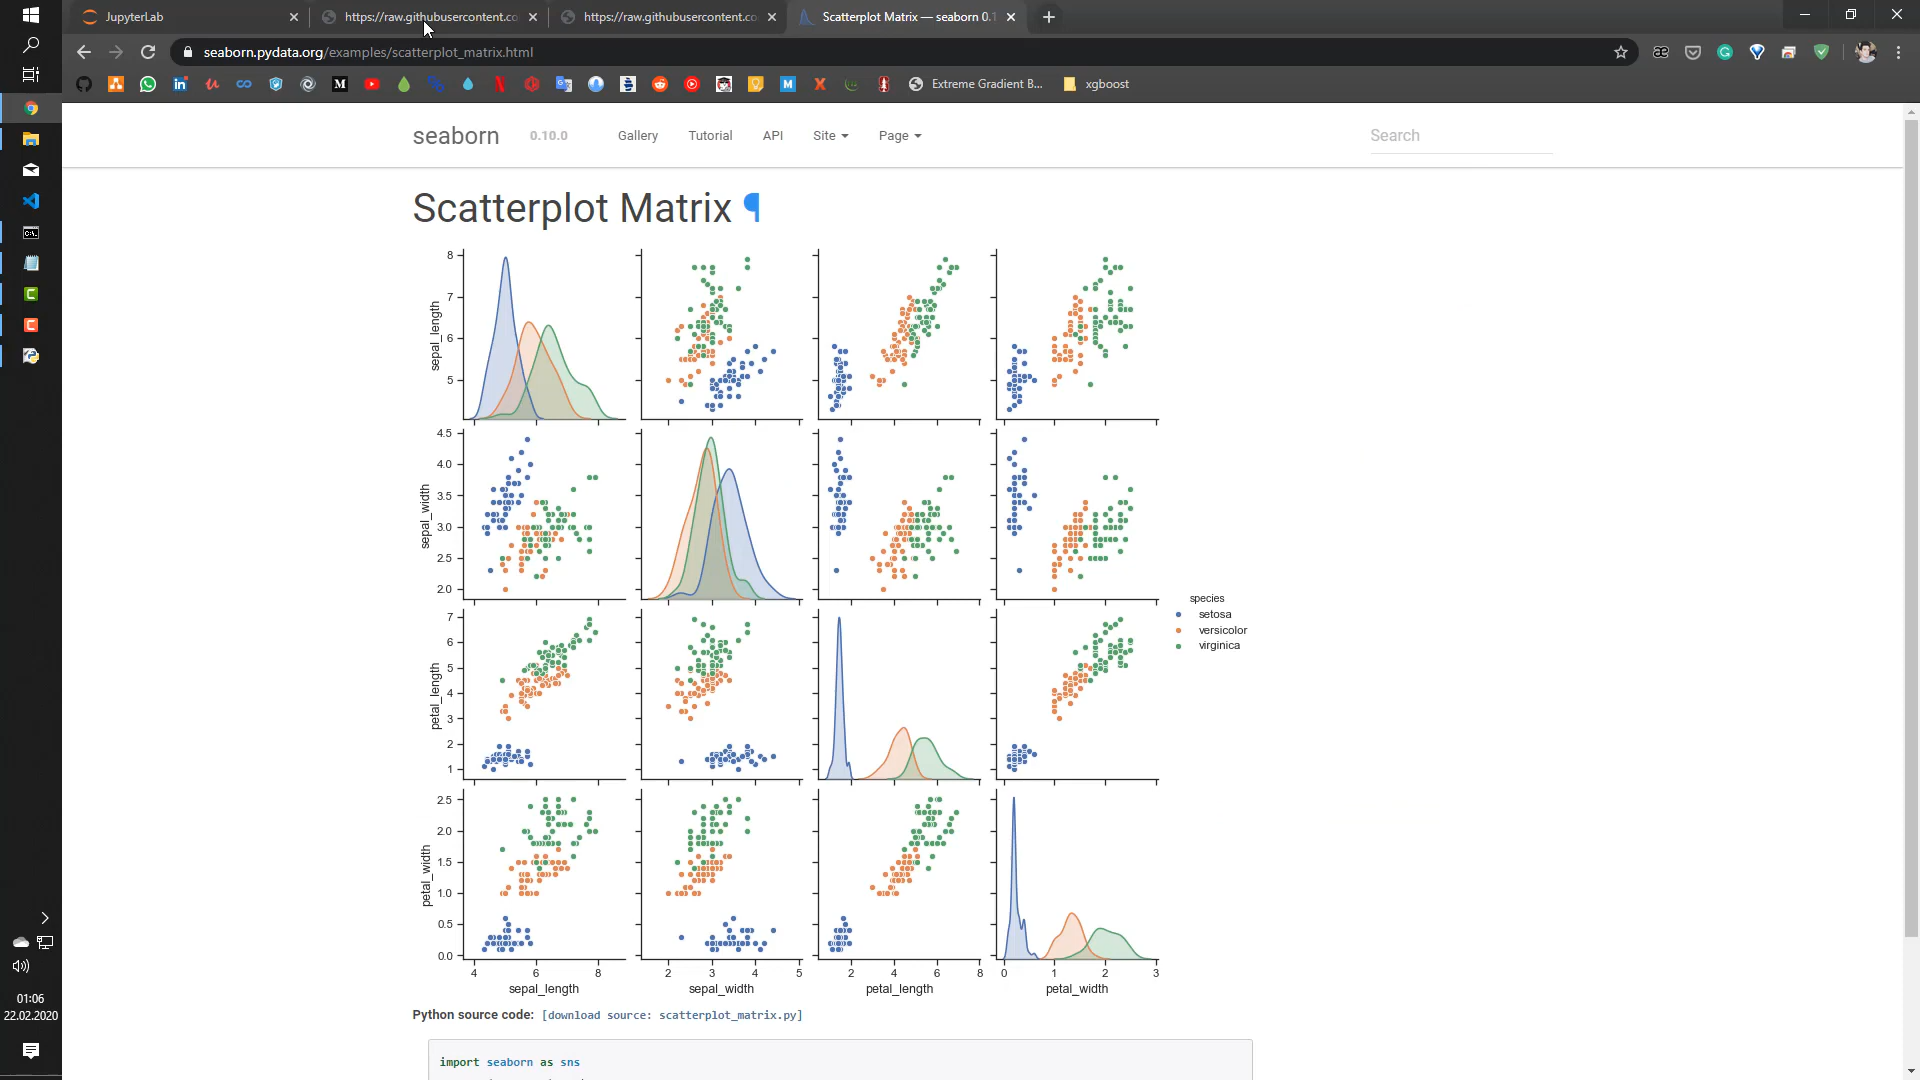 JupyterLab
https://raw.githubusercontent.co
https://raw.githubusercontent.co
Scatterplot Matrix — seaborn 0.1
seaborn.pydata.org/examples/scatterplot_matrix.html
Extreme Gradient B...
xgboost
seaborn
0.10.0
Gallery
Tutorial
API
Site
Page
Search
Scatterplot Matrix ¶
8
7
6
5
sepal_length
4.5
4.0
3.5
3.0
2.5
2.0
sepal_width
7
6
5
4
3
2
1
petal_length
species
setosa
versicolor
virginica
2.5
2.0
1.5
1.0
0.5
0.0
petal_width
4 6 8
2 3 4 5
2 4 6 8
0 1 2 3
sepal_length
sepal_width
petal_length
petal_width
Python source code: [download source: scatterplot_matrix.py]
import seaborn as sns
01:06
22.02.2020